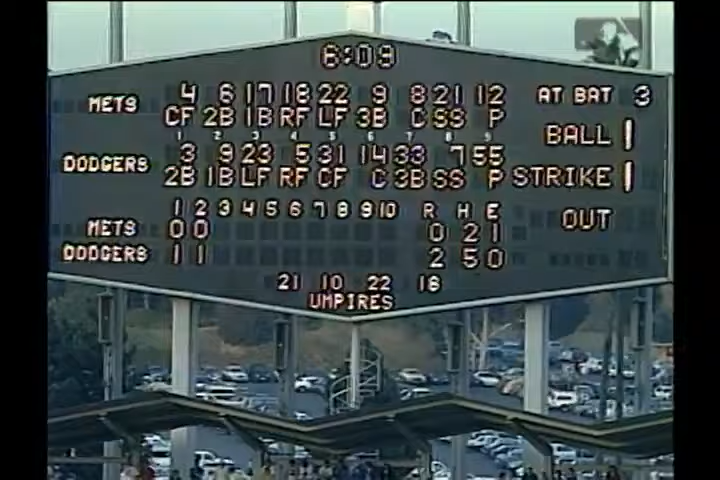 6:09
METS 4 6 17 18 22 9 8 21 12 AT BAT 3
CF 2B 1B RF LF 3B C SS P BALL 1
1 2 3 4 5 6 7 8 9
DODGERS 3 9 23 5 31 14 33 7 55
2B 1B LF RF CF C 3B SS P STRIKE 1
1 2 3 4 5 6 7 8 9 10 R H E OUT
METS 0 0 0 2 1
DODGERS 1 1 2 5 0
21 10 22 18
UMPIRES